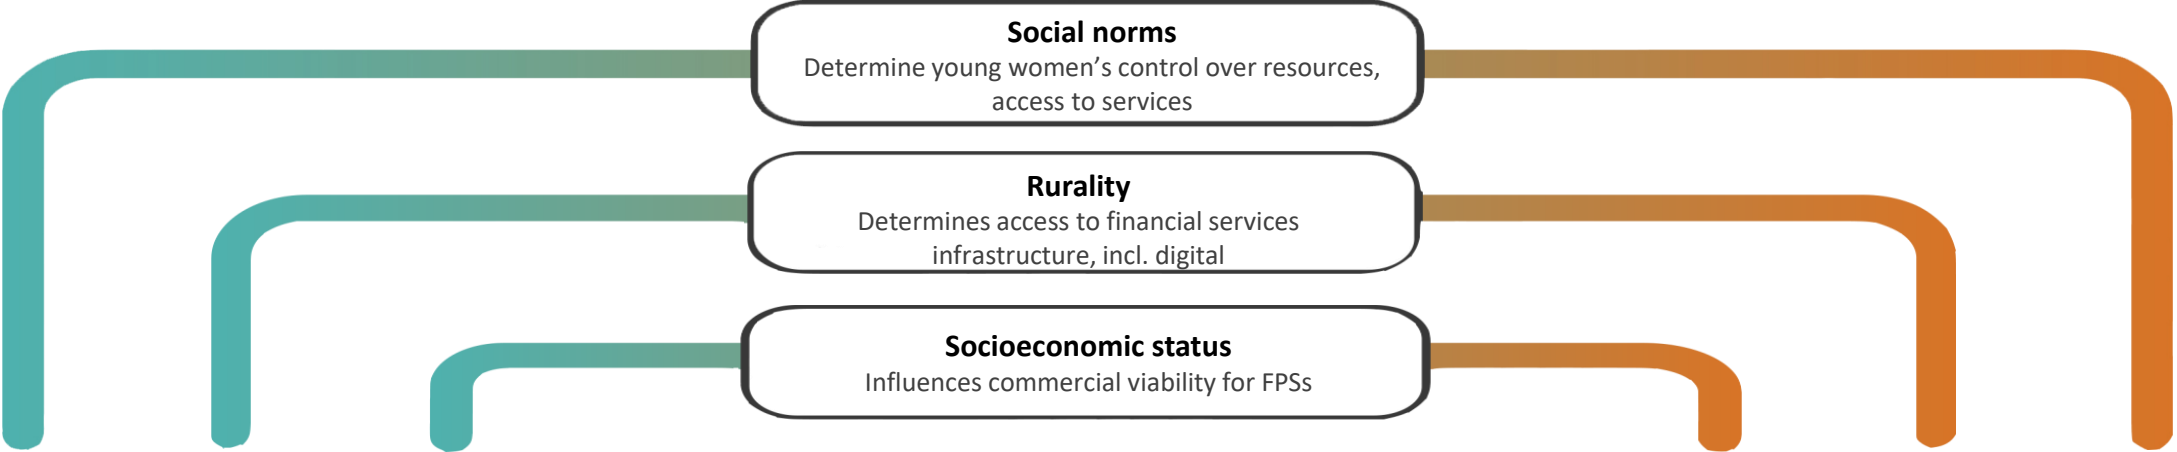 Social norms
Determine young women’s control over resources,
access to services
Rurality
Determines access to financial services
infrastructure, incl. digital
Socioeconomic status
Influences commercial viability for FPSs